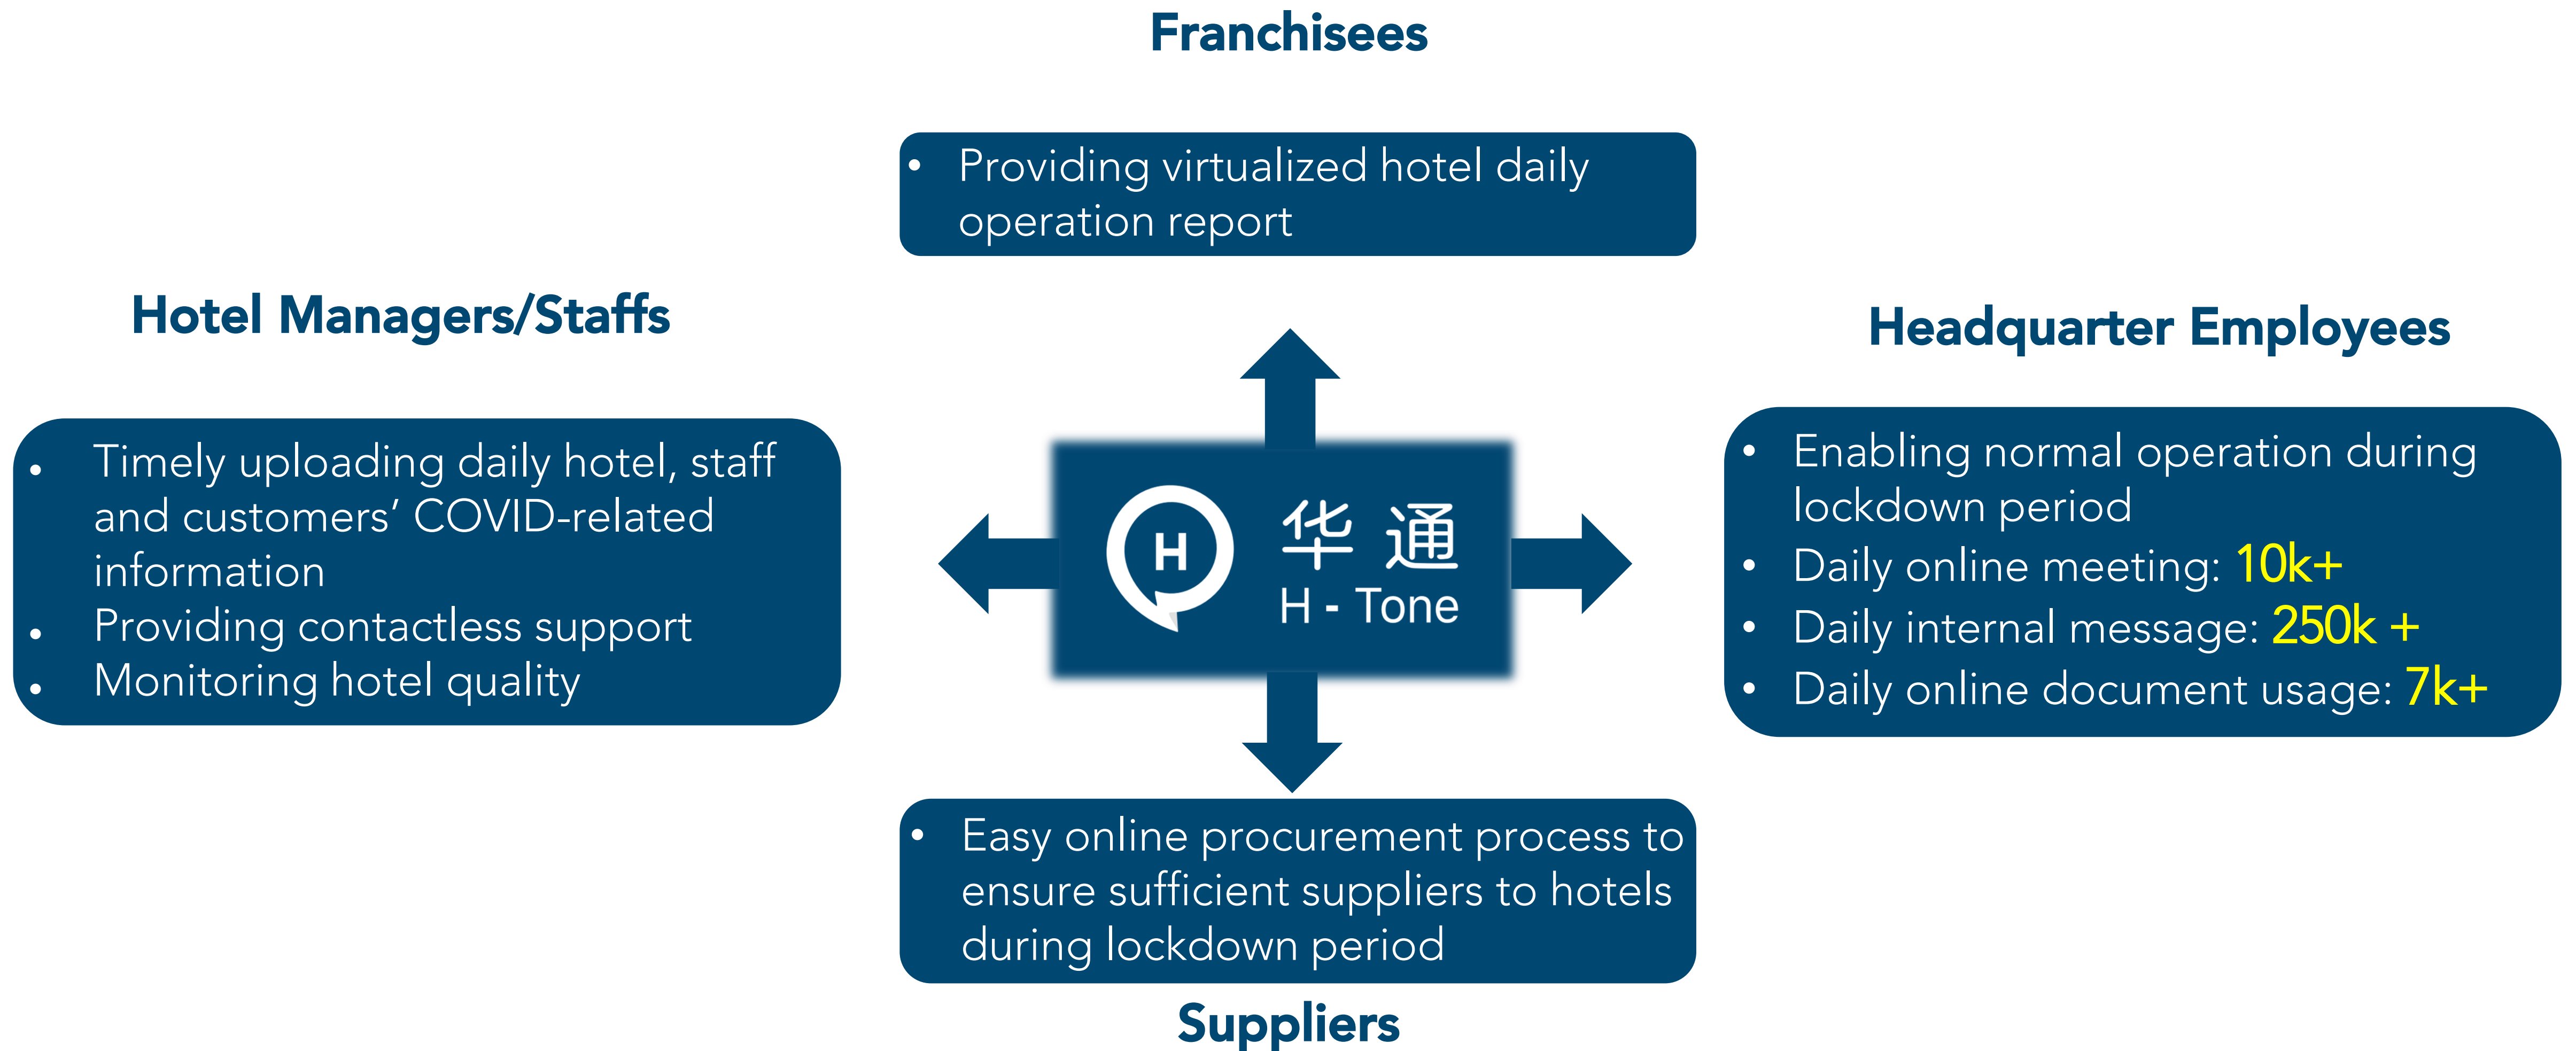 Franchisees
• Providing virtualized hotel daily
operation report
Hotel Managers/Staffs
• Timely uploading daily hotel, staff
and customers’ COVID-related
information
• Providing contactless support
• Monitoring hotel quality
H
华通
H - Tone
Headquarter Employees
• Enabling normal operation during
lockdown period
• Daily online meeting: 10k+
• Daily internal message: 250k +
• Daily online document usage: 7k+
• Easy online procurement process to
ensure sufficient suppliers to hotels
during lockdown period
Suppliers